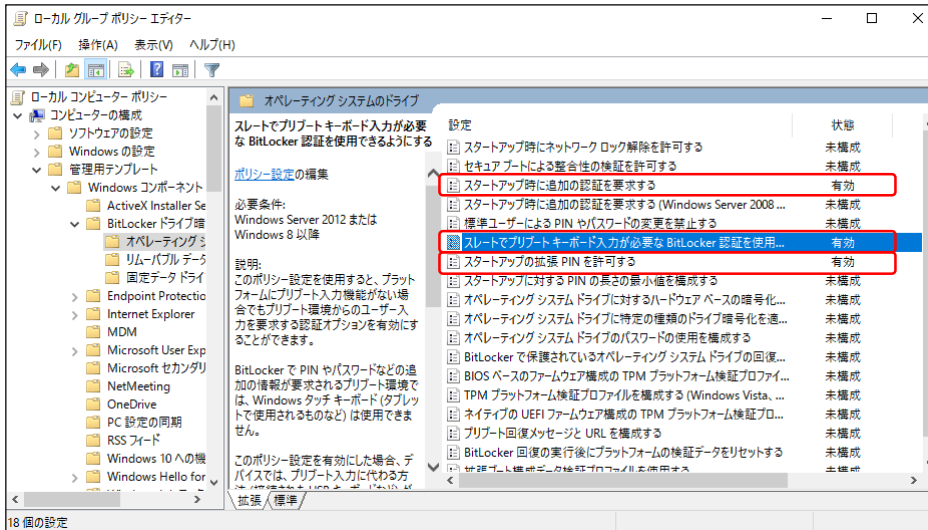 ローカル グループ ポリシー エディター
ファイル(F) 操作(A) 表示(V) ヘルプ(H)
ローカル コンピューター ポリシー
コンピューターの構成
ソフトウェアの設定
Windows の設定
管理用テンプレート
Windows コンポーネント
ActiveX Installer Se
BitLocker ドライブ暗
オペレーティング シ
リムーバブル データ
固定データ ドライ
Endpoint Protectio
Internet Explorer
MDM
Microsoft User Exp
Microsoft セカンダリ
NetMeeting
OneDrive
PC 設定の同期
RSS フィード
Windows 10 への機
Windows Hello for
オペレーティング システムのドライブ
スレートでプリブート キーボード入力が必要
な BitLocker 認証を使用できるようにする
ポリシー設定の編集
必要条件:
Windows Server 2012 または
Windows 8 以降
説明:
このポリシー設定を使用すると、プラット
フォームにプリブート入力機能がない場
合でもプリブート環境からのユーザー入
力を要求する認証オプションを有効にす
ることができます。
BitLocker で PIN やパスワードなどの追
加の情報が要求されるプリブート環境で
は、Windows タッチ キーボード (タブレッ
トで使用されるものなど) は使用できま
せん。
このポリシー設定を有効にした場合、デ
バイスでは、プリブート入力に代わる方
設定 状態
スタートアップ時にネットワーク ロック解除を許可する 未構成
セキュア ブートによる整合性の検証を許可する 未構成
スタートアップ時に追加の認証を要求する 有効
スタートアップ時に追加の認証を要求する (Windows Server 2008 ... 未構成
標準ユーザーによる PIN やパスワードの変更を禁止する 未構成
スレートでプリブート キーボード入力が必要な BitLocker 認証を使用... 有効
スタートアップの拡張 PIN を許可する 有効
スタートアップに対する PIN の長さの最小値を構成する 未構成
オペレーティング システム ドライブに対するハードウェア ベースの暗号化... 未構成
オペレーティング システム ドライブに特定の種類のドライブ暗号化を適... 未構成
オペレーティング システム ドライブのパスワードの使用を構成する 未構成
BitLocker で保護されているオペレーティング システム ドライブの回復... 未構成
BIOS ベースのファームウェア構成の TPM プラットフォーム検証プロファイ... 未構成
TPM プラットフォーム検証プロファイルを構成する (Windows Vista、... 未構成
ネイティブの UEFI ファームウェア構成の TPM プラットフォーム検証プロ... 未構成
プリブート回復メッセージと URL を構成する 未構成
BitLocker 回復の実行後にプラットフォームの検証データをリセットする 未構成
拡張ブート構成データ検証プロファイルを使用する 未構成
拡張 標準
18 個の設定